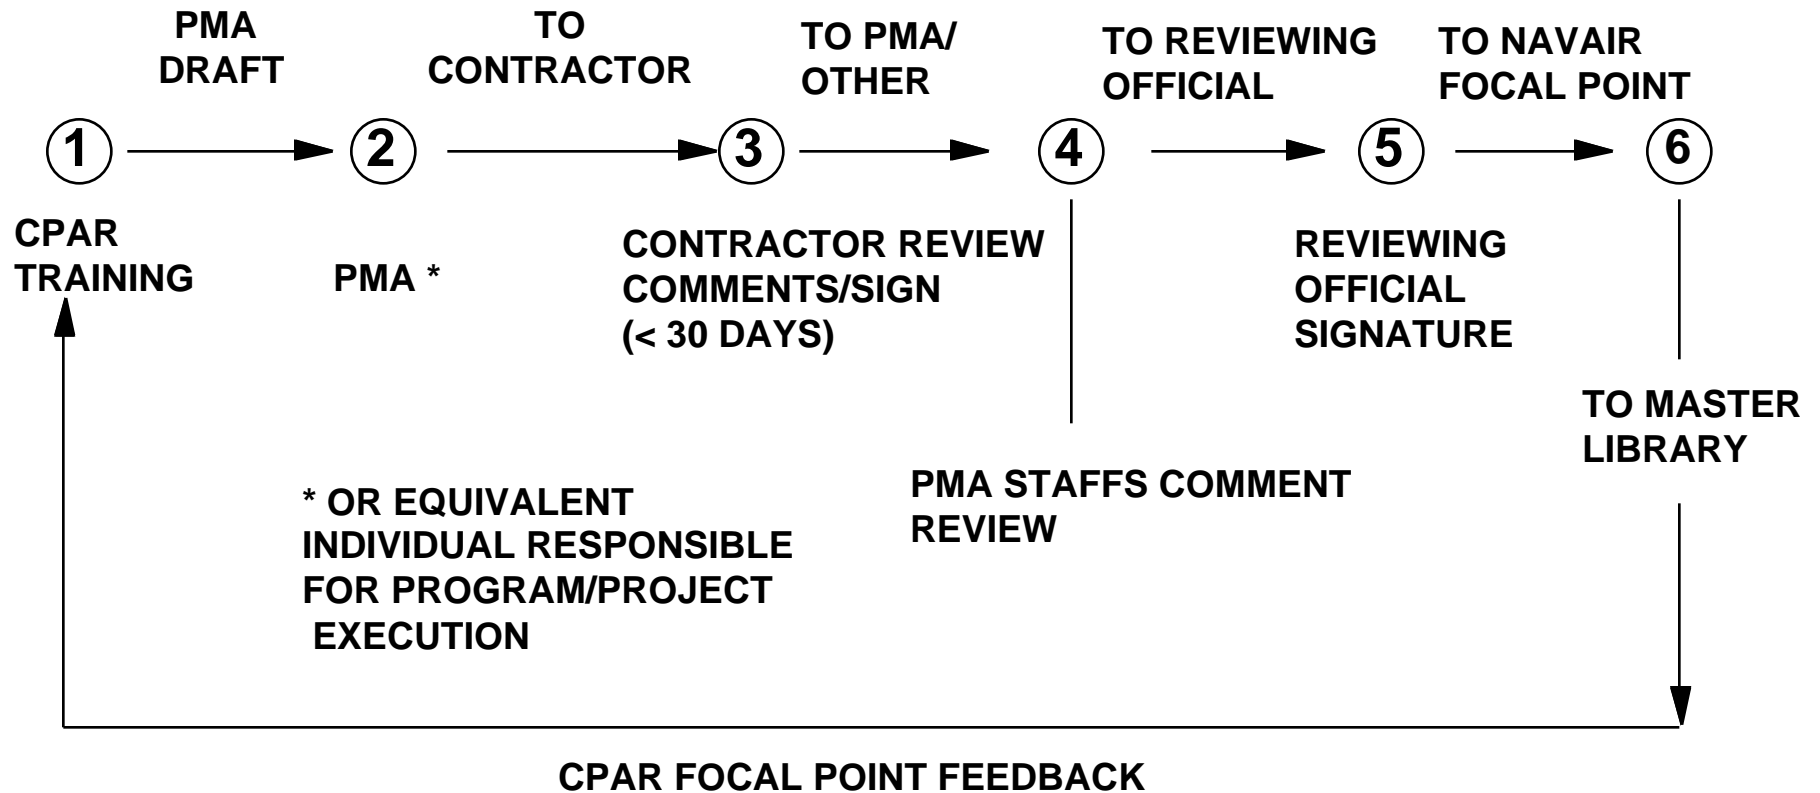 PMA
DRAFT
TO
CONTRACTOR
TO PMA/
OTHER
TO REVIEWING
OFFICIAL
TO NAVAIR
FOCAL POINT
1
2
3
4
5
6
CPAR
TRAINING
PMA *
CONTRACTOR REVIEW
COMMENTS/SIGN
(< 30 DAYS)
REVIEWING
OFFICIAL
SIGNATURE
TO MASTER
LIBRARY
PMA STAFFS COMMENT
REVIEW
* OR EQUIVALENT
INDIVIDUAL RESPONSIBLE
FOR PROGRAM/PROJECT
EXECUTION
CPAR FOCAL POINT FEEDBACK